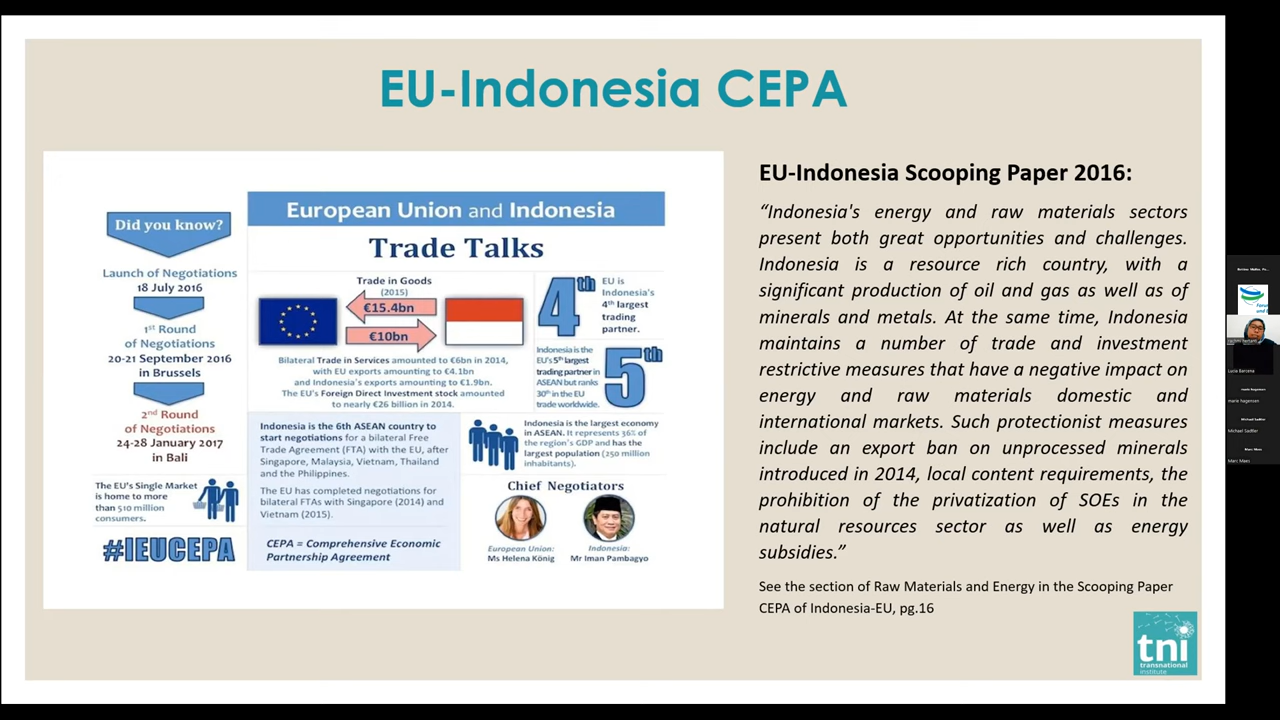 EU-Indonesia CEPA
Did you know?
Launch of Negotiations
18 July 2016
1st Round
of Negotiations
20-21 September 2016
in Brussels
2nd Round
of Negotiations
24-28 January 2017
in Bali
The EU's Single Market
is home to more
than 510 million
consumers.
#IEUCEPA
European Union and Indonesia
Trade Talks
Trade in Goods
(2015)
€15.4bn
€10bn
Bilateral Trade in Services amounted to €6bn in 2014,
with EU exports amounting to €4.1bn
and Indonesia's exports amounting to €1.9bn.
The EU's Foreign Direct Investment stock amounted
to nearly €26 billion in 2014.
4th
EU is
Indonesia's
4th largest
trading
partner.
Indonesia is the
EU's 5th largest
trading partner in
ASEAN but ranks
30th in the EU
trade worldwide.
5th
Indonesia is the 6th ASEAN country to
start negotiations for a bilateral Free
Trade Agreement (FTA) with the EU, after
Singapore, Malaysia, Vietnam, Thailand
and the Philippines.
The EU has completed negotiations for
bilateral FTAs with Singapore (2014) and
Vietnam (2015).
CEPA = Comprehensive Economic
Partnership Agreement
Indonesia is the largest economy
in ASEAN. It represents 36% of
the region's GDP and has the
largest population (250 million
inhabitants).
Chief Negotiators
European Union:
Ms Helena König
Indonesia:
Mr Iman Pambagyo
EU-Indonesia Scooping Paper 2016:
“Indonesia's energy and raw materials sectors
present both great opportunities and challenges.
Indonesia is a resource rich country, with a
significant production of oil and gas as well as of
minerals and metals. At the same time, Indonesia
maintains a number of trade and investment
restrictive measures that have a negative impact on
energy and raw materials domestic and
international markets. Such protectionist measures
include an export ban on unprocessed minerals
introduced in 2014, local content requirements, the
prohibition of the privatization of SOEs in the
natural resources sector as well as energy
subsidies.”
See the section of Raw Materials and Energy in the Scooping Paper
CEPA of Indonesia-EU, pg.16
tni
transnational
institute
Lucia Barcena
Michael Sadler
Michael Sadler
Marc Maes
Marc Maes